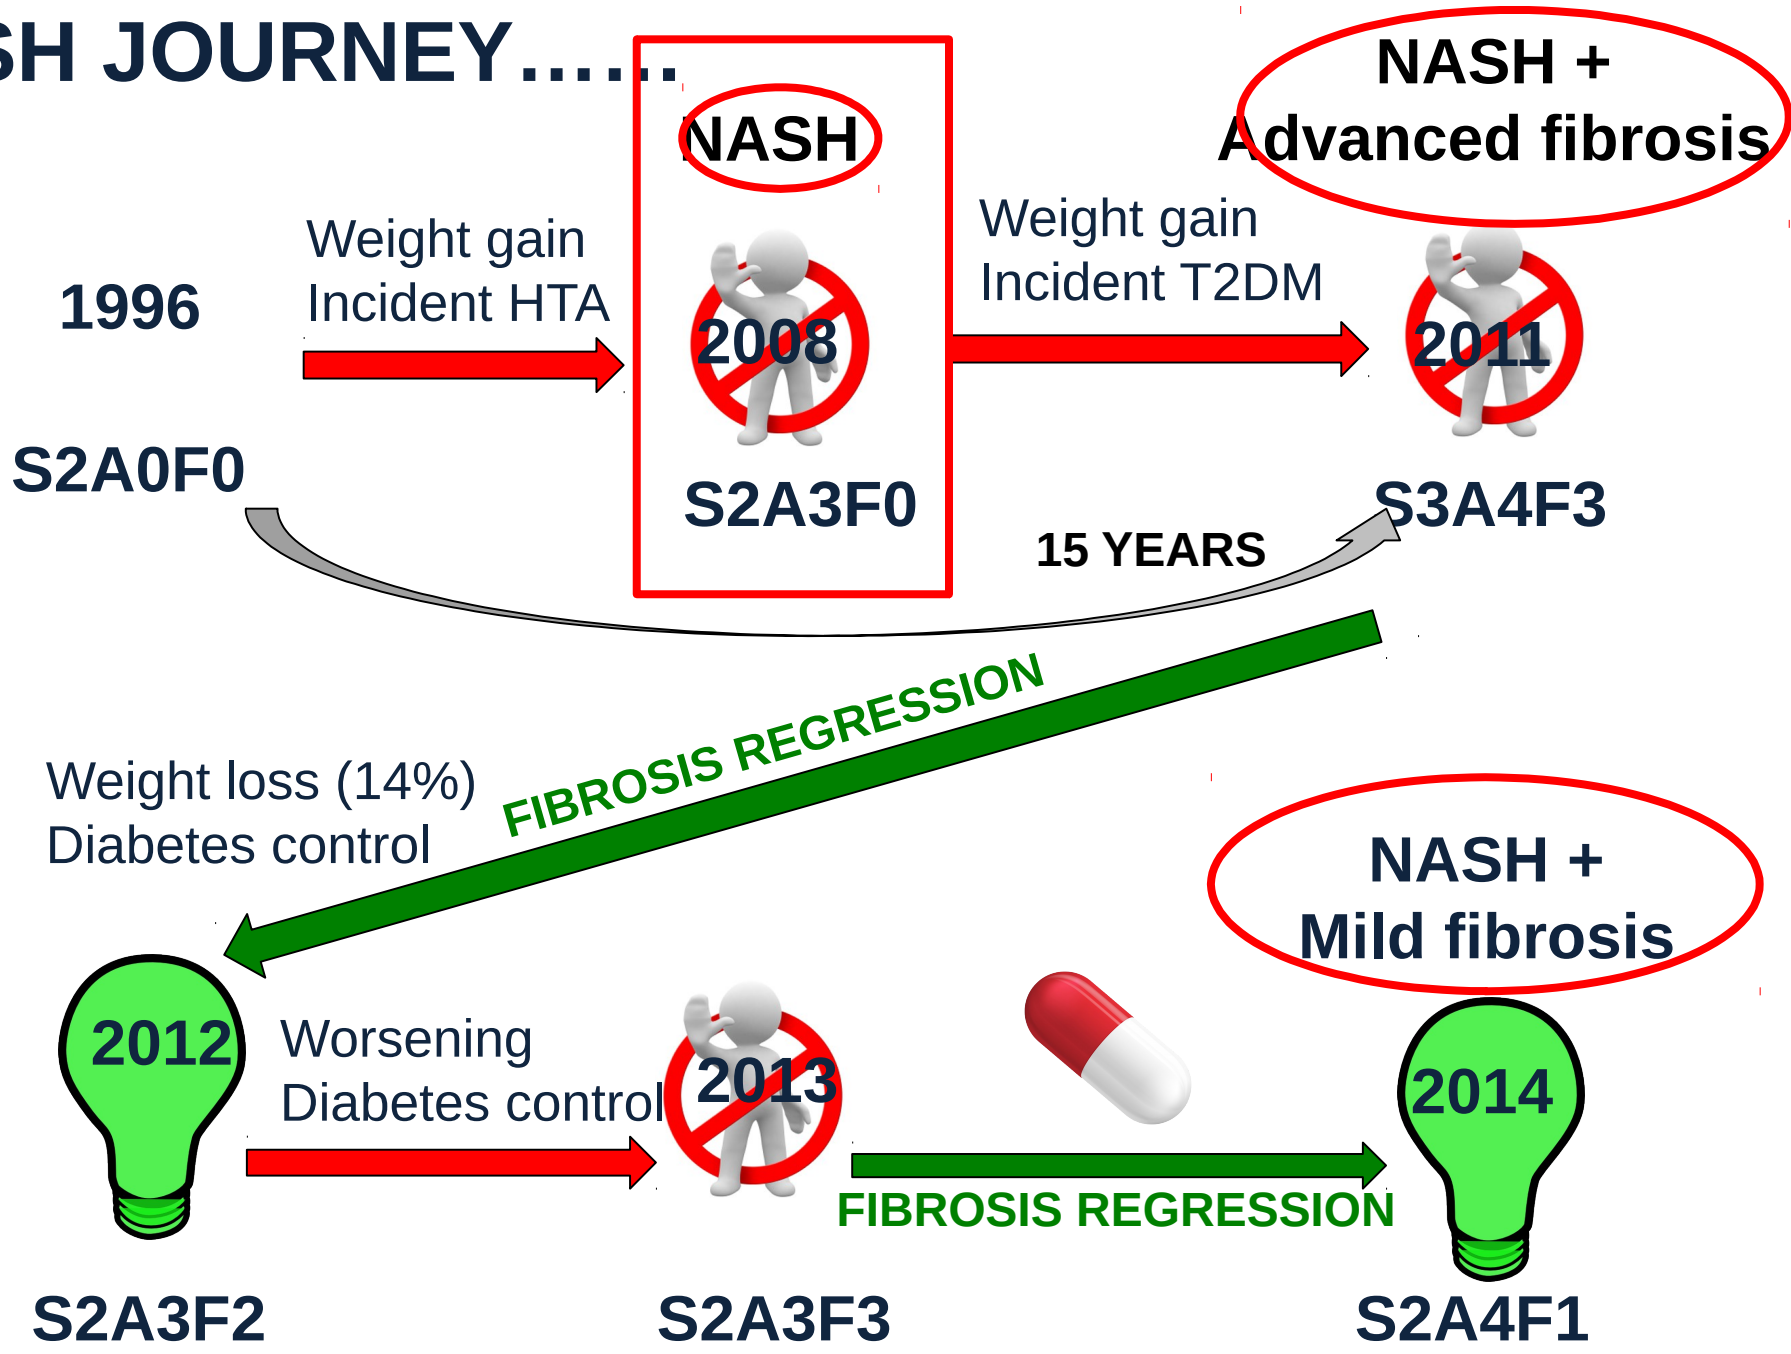 SH JOURNEY……
NASH
NASH +
Advanced fibrosis
1996
Weight gain
Incident HTA
2008
Weight gain
Incident T2DM
2011
S2A0F0
S2A3F0
S3A4F3
15 YEARS
FIBROSIS REGRESSION
Weight loss (14%)
Diabetes control
NASH +
Mild fibrosis
2012
Worsening
Diabetes control
2013
2014
FIBROSIS REGRESSION
S2A3F2
S2A3F3
S2A4F1